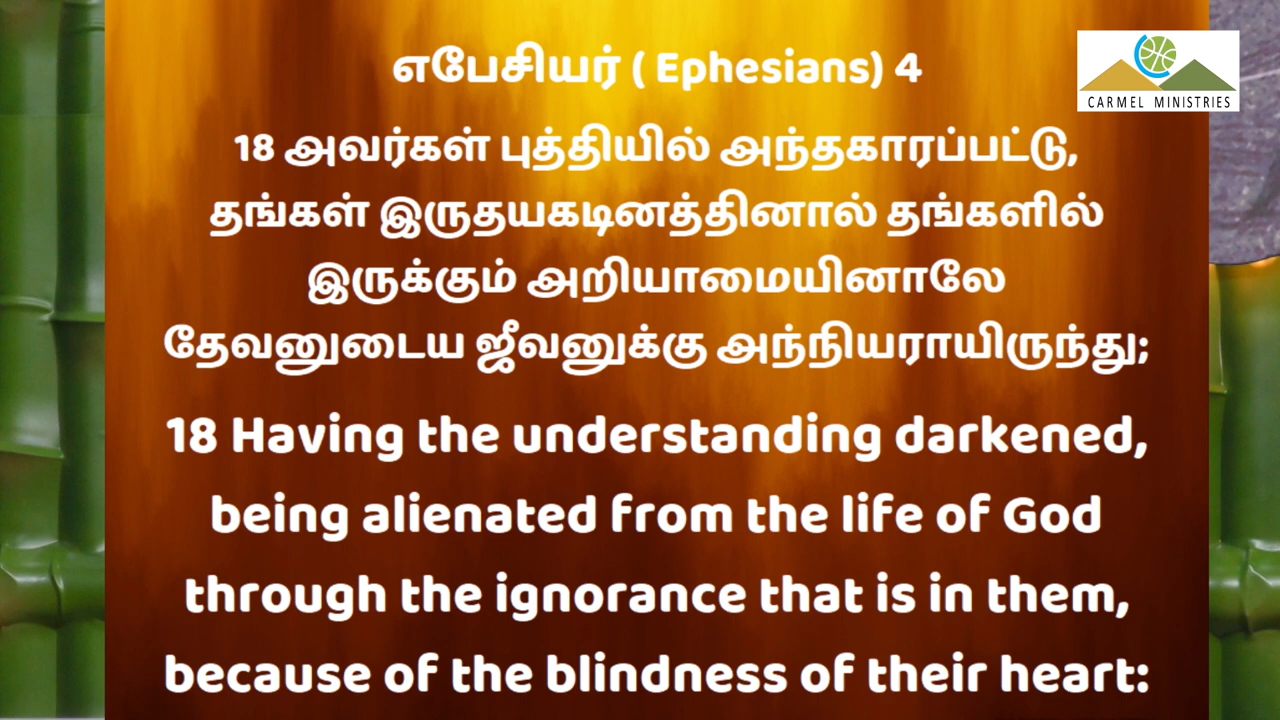 எபேசியர் ( Ephesians) 4
CARMEL MINISTRIES
18 அவர்கள் புத்தியில் அந்தகாரப்பட்டு,
தங்கள் இருதயகடினத்தினால் தங்களில்
இருக்கும் அறியாமையினாலே
தேவனுடைய ஜீவனுக்கு அந்நியராயிருந்து;
18 Having the understanding darkened,
being alienated from the life of God
through the ignorance that is in them,
because of the blindness of their heart: